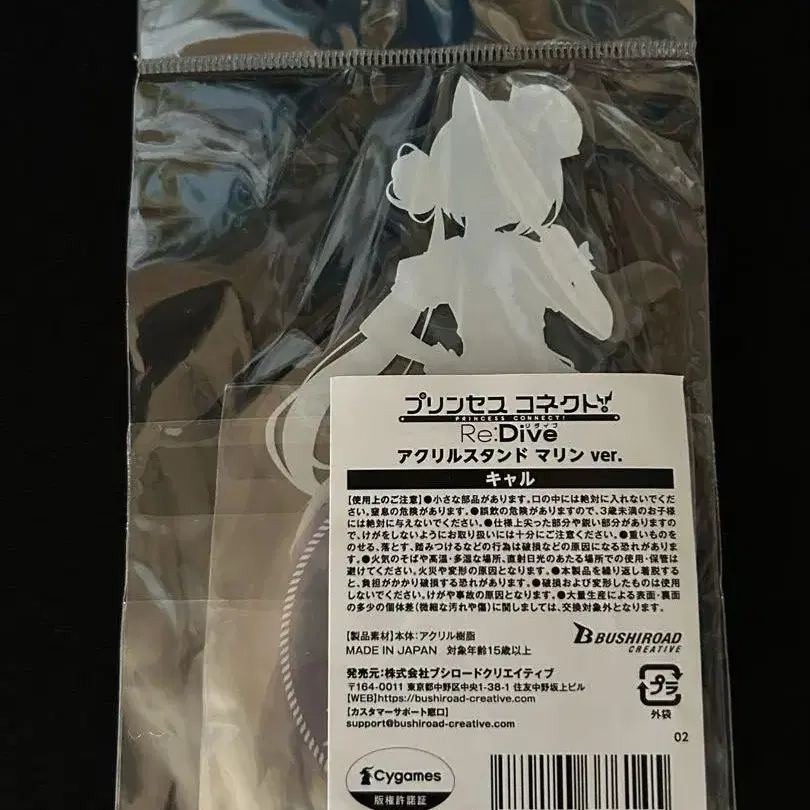 プリンセスコネクト!
PRINCESS CONNECT!
Re:Dive
リダイブ
アクリルスタンド マリン ver.
キャル
【使用上のご注意】●小さな部品があります。口の中には絶対に入れないでくだ
さい。窒息の危険があります。●誤飲の危険がありますので、3歳未満のお子様
には絶対に与えないでください。●仕様上尖った部分や鋭い部分がありますの
で、けがをしないようにお取り扱いには十分にご注意ください。●重いものを
のせる、落とす、踏みつけるなどの行為は破損などの原因になる恐れがありま
す。●火気のそばや高温・多湿な場所、直射日光のあたる場所での使用・保管は
避けてください。火災や変形の原因となります。●本製品を繰り返し着脱する
と、負担がかかり破損する恐れがあります。●破損および変形したものは使用
しないでください。けがや事故の原因となります。●大量生産による表面・裏面
の多少の個体差(微細な汚れや傷)に関しましては、交換対象外となります。
【製品素材】本体:アクリル樹脂
MADE IN JAPAN 対象年齢15歳以上
BUSHIROAD
CREATIVE
発売元:株式会社ブシロードクリエイティブ
〒164-0011 東京都中野区中央1-38-1 住友中野坂上ビル
【WEB】https://bushiroad-creative.com
【カスタマーサポート窓口】
support@bushiroad-creative.com
プラ
外袋
02
Cygames
版権許諾証